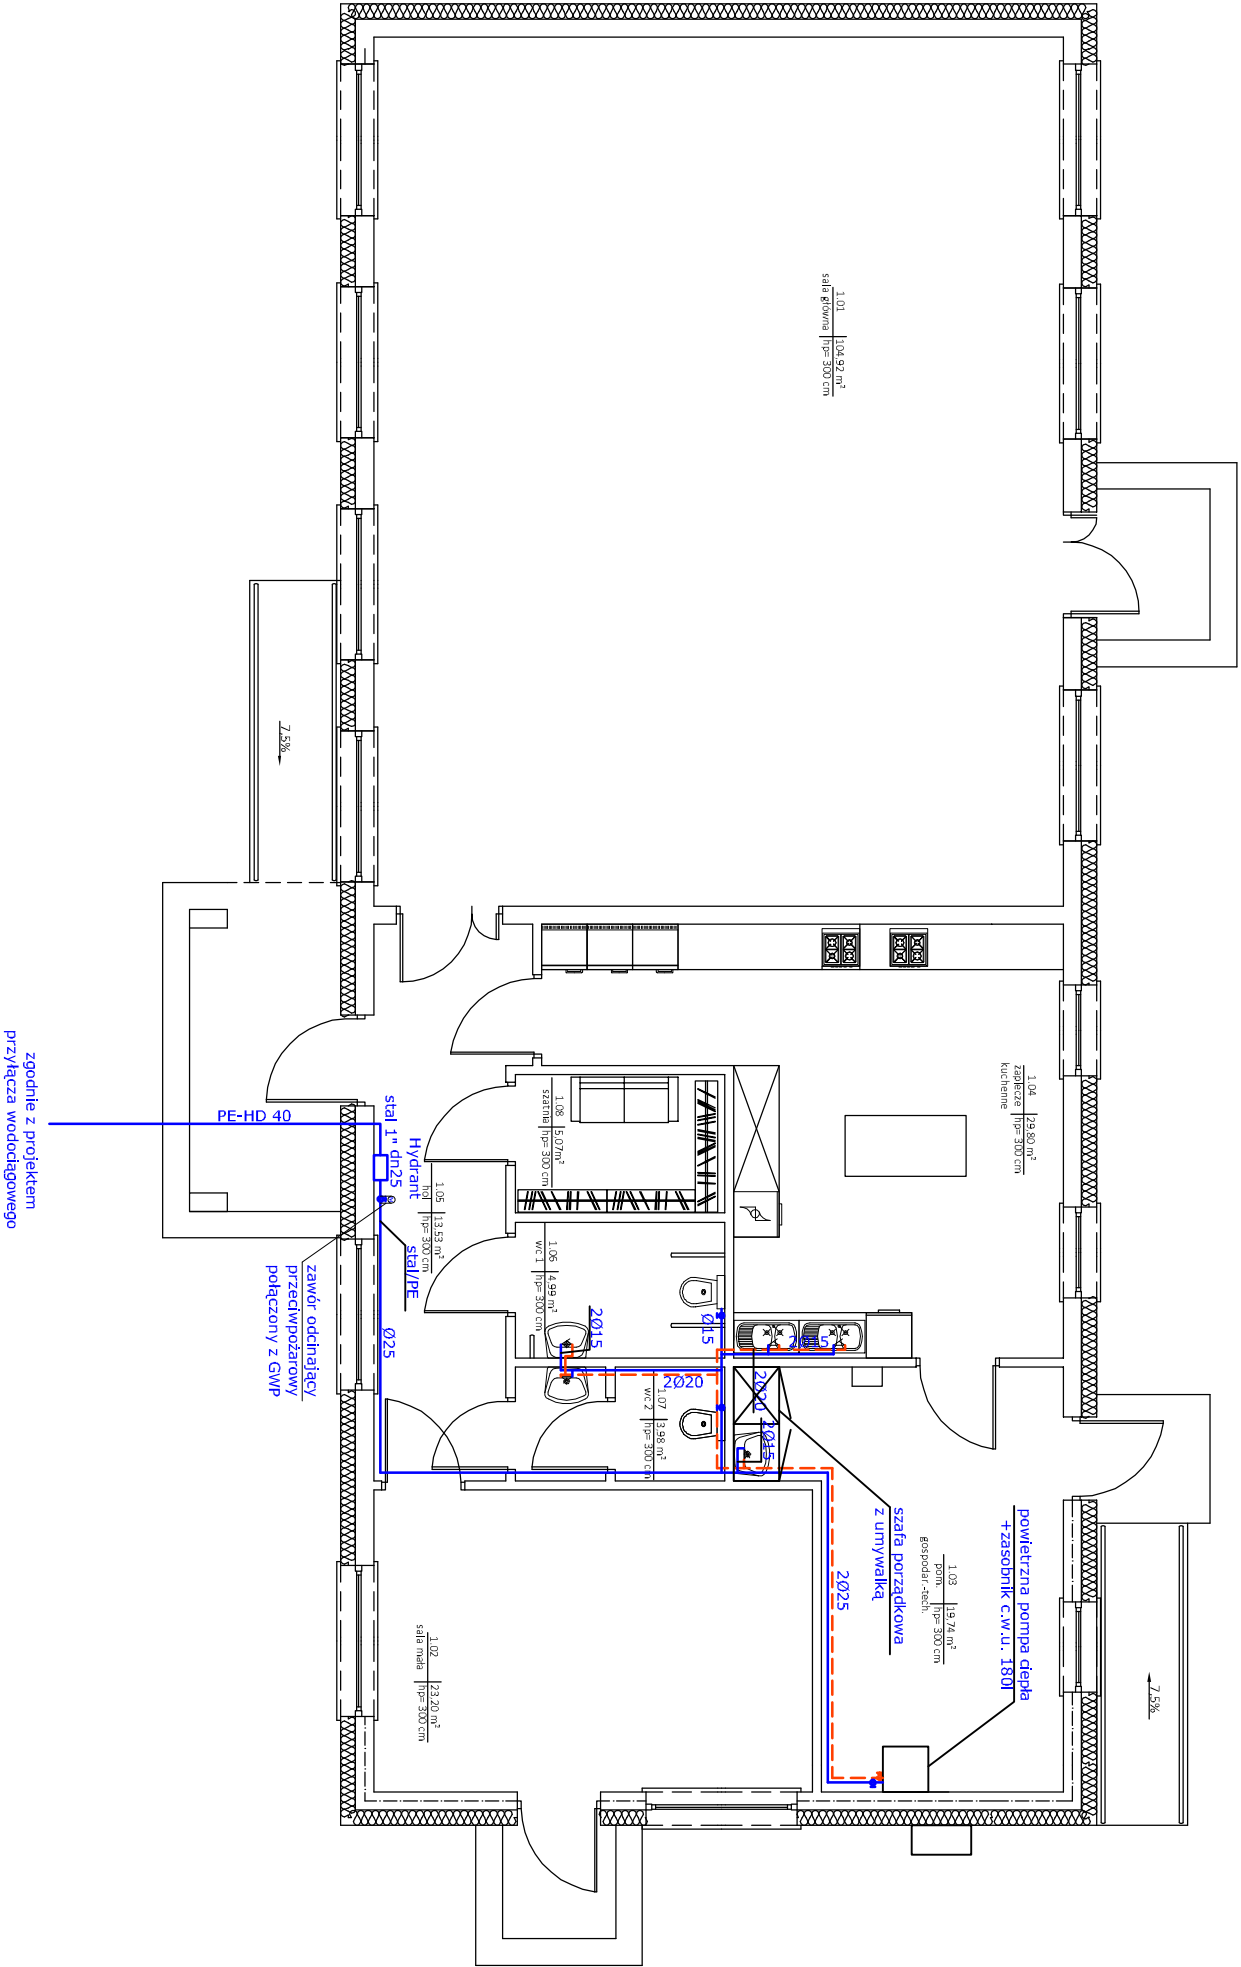 1.01 104,92 m²
sala główna hp= 300 cm
7,5%
1.04 29,80 m²
zaplecze hp= 300 cm
kuchenne
1.08 5,07m²
szatnia hp= 300 cm
zgodnie z projektem
przyłącza wodociągowego
PE-HD 40
stal 1" dn25
Hydrant
1.05 13,53 m²
hol hp= 300 cm
stal/PE
zawór odcinający
przeciwpożarowy
połączony z GWP
Ø25
1.06 4,99 m²
wc 1 hp= 300 cm
2Ø15
Ø15
2Ø15
2Ø20
2Ø20
2Ø15
1.07 3,98 m²
wc 2 hp= 300 cm
szafa porządkowa
z umywalką
powietrzna pompa ciepła
+zasobnik c.w.u. 180l
1.03 19,74 m²
pom. hp= 300 cm
gospodar.-tech.
2Ø25
1.02 23,20 m²
sala mała hp= 300 cm
7,5%